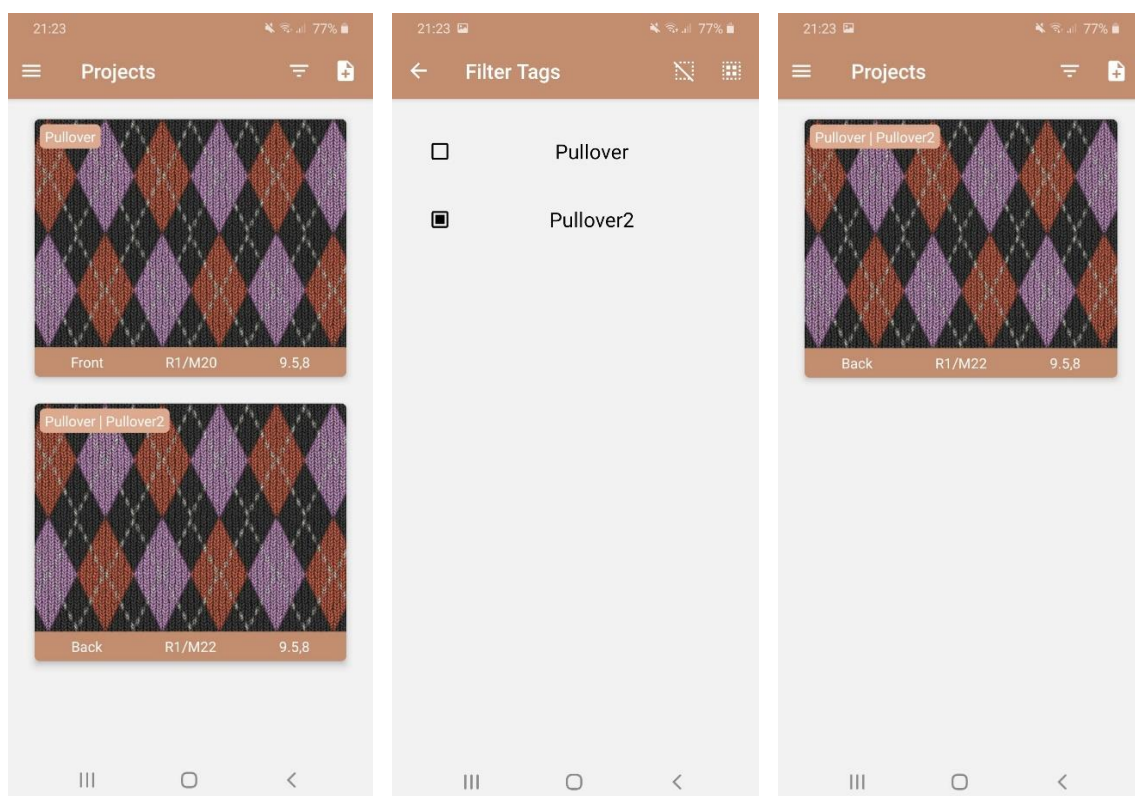 21:23 77%
Projects
Pullover
Front R1/M20 9.5,8
Pullover | Pullover2
Back R1/M22 9.5,8
21:23 77%
Filter Tags
Pullover
Pullover2
21:23 77%
Projects
Pullover | Pullover2
Back R1/M22 9.5,8